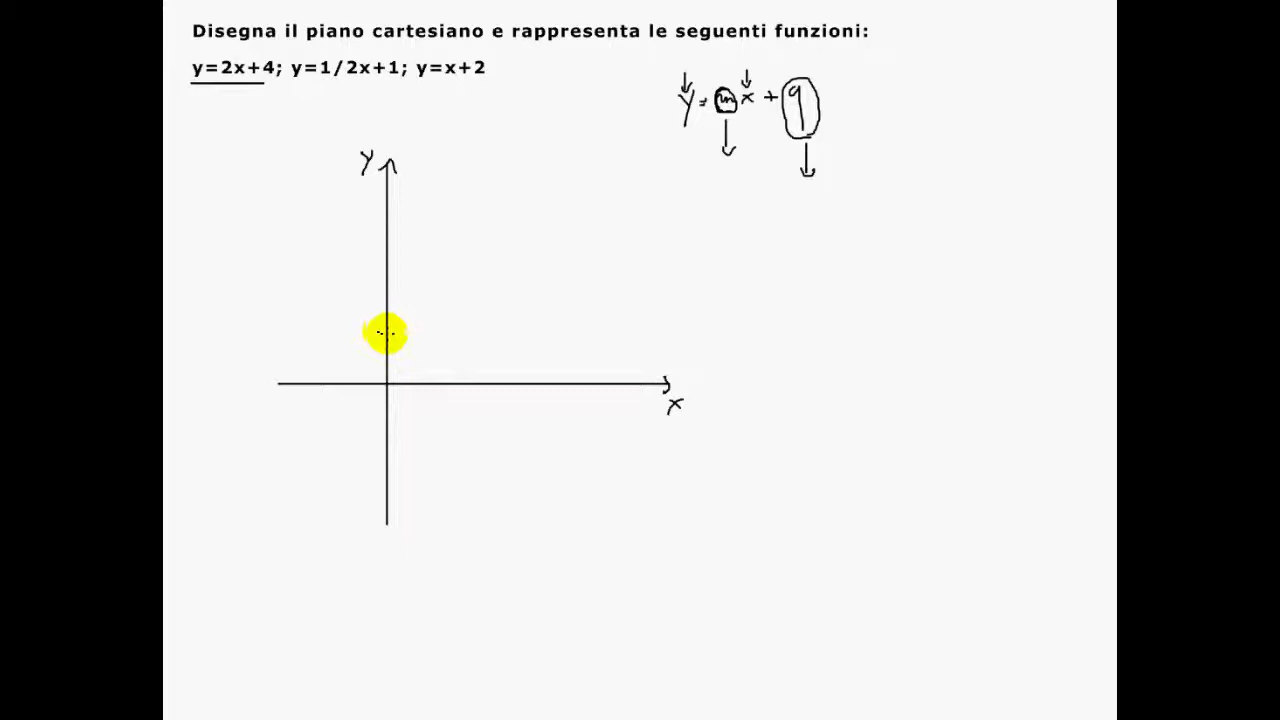 Disegna il piano cartesiano e rappresenta le seguenti funzioni:
y=2x+4; y=1/2x+1; y=x+2
y=mx+q
y
x